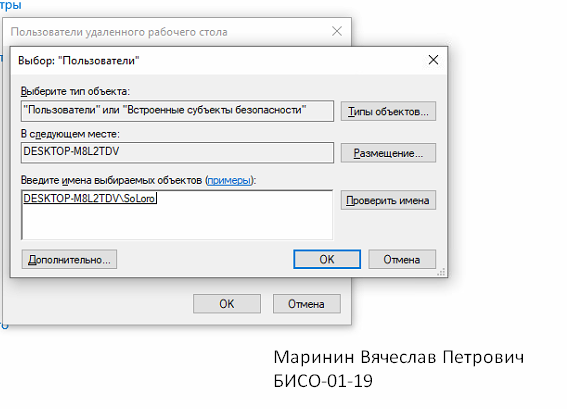 тры
Пользователи удаленного рабочего стола
Выбор: "Пользователи"
Выберите тип объекта:
"Пользователи" или "Встроенные субъекты безопасности"
Типы объектов...
В следующем месте:
DESKTOP-M8L2TDV
Размещение...
Введите имена выбираемых объектов (примеры):
DESKTOP-M8L2TDV\SoLoro
Проверить имена
Дополнительно...
ОК
Отмена
ОК
Отмена
Маринин Вячеслав Петрович
БИСО-01-19